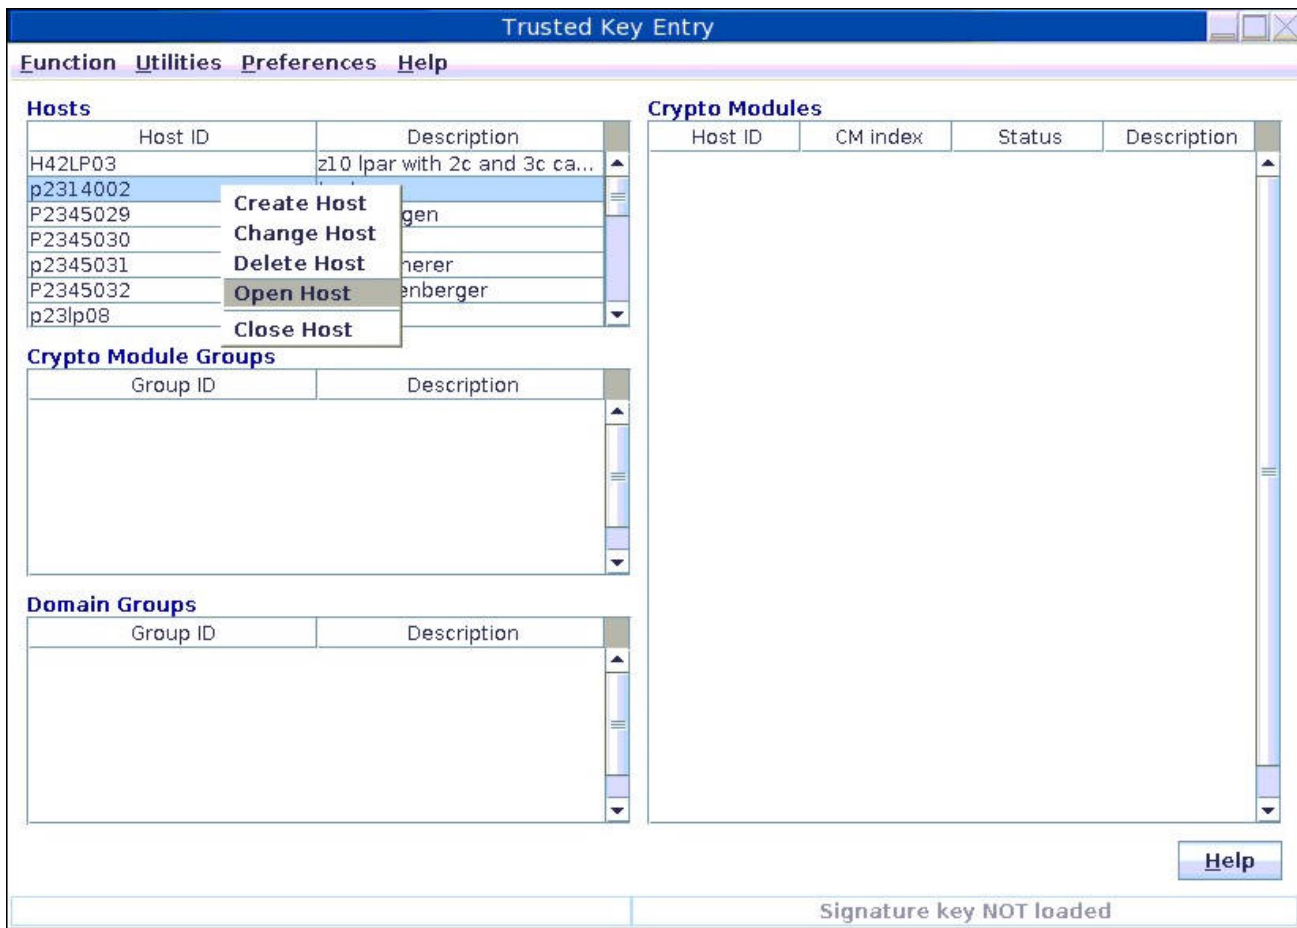 Trusted Key Entry
Function Utilities Preferences Help
Hosts
Host ID Description
H42LP03 z10 lpar with 2c and 3c ca...
p2314002
P2345029 gen
P2345030
p2345031 herer
P2345032 enberger
p23lp08
Create Host
Change Host
Delete Host
Open Host
Close Host
Crypto Module Groups
Group ID Description
Domain Groups
Group ID Description
Crypto Modules
Host ID CM index Status Description
Help
Signature key NOT loaded